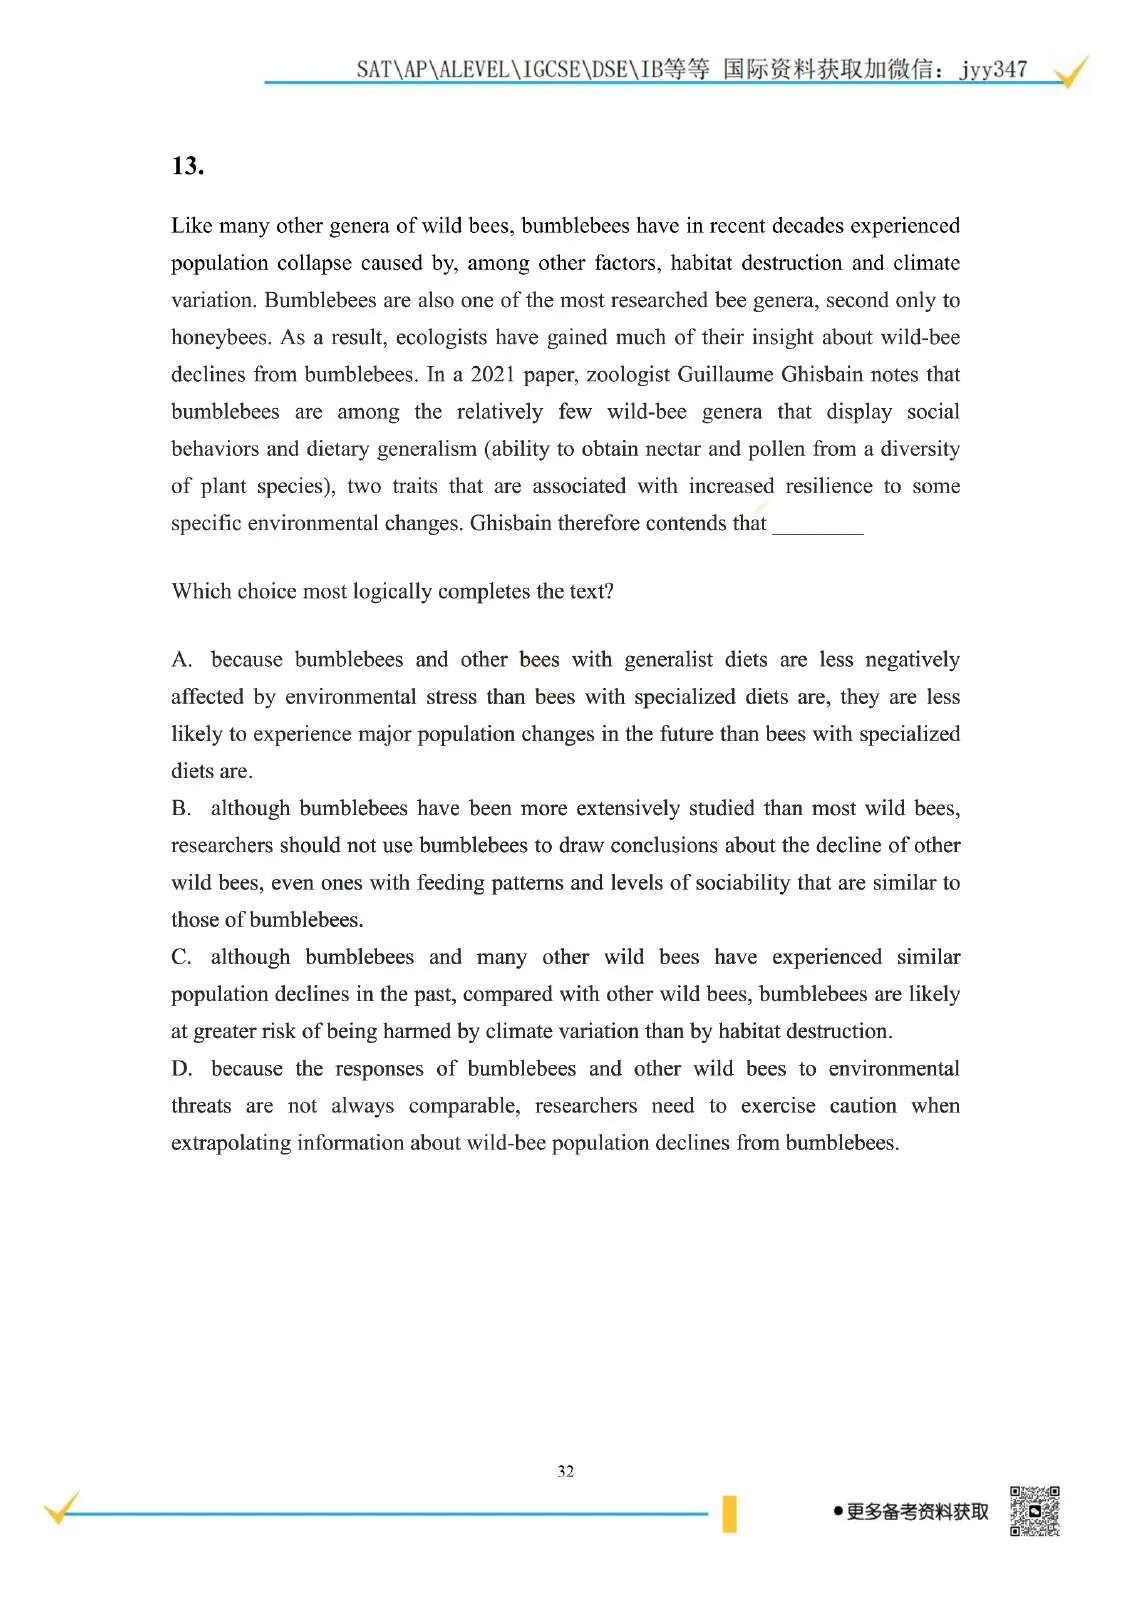 SAT\AP\ALEVEL\IGCSE\DSE\IB等等 国际资料获取加微信：jyy347
13.
Like many other genera of wild bees, bumblebees have in recent decades experienced
population collapse caused by, among other factors, habitat destruction and climate
variation. Bumblebees are also one of the most researched bee genera, second only to
honeybees. As a result, ecologists have gained much of their insight about wild-bee
declines from bumblebees. In a 2021 paper, zoologist Guillaume Ghisbain notes that
bumblebees are among the relatively few wild-bee genera that display social
behaviors and dietary generalism (ability to obtain nectar and pollen from a diversity
of plant species), two traits that are associated with increased resilience to some
specific environmental changes. Ghisbain therefore contends that ________
Which choice most logically completes the text?
A. because bumblebees and other bees with generalist diets are less negatively
affected by environmental stress than bees with specialized diets are, they are less
likely to experience major population changes in the future than bees with specialized
diets are.
B. although bumblebees have been more extensively studied than most wild bees,
researchers should not use bumblebees to draw conclusions about the decline of other
wild bees, even ones with feeding patterns and levels of sociability that are similar to
those of bumblebees.
C. although bumblebees and many other wild bees have experienced similar
population declines in the past, compared with other wild bees, bumblebees are likely
at greater risk of being harmed by climate variation than by habitat destruction.
D. because the responses of bumblebees and other wild bees to environmental
threats are not always comparable, researchers need to exercise caution when
extrapolating information about wild-bee population declines from bumblebees.
32
●更多备考资料获取